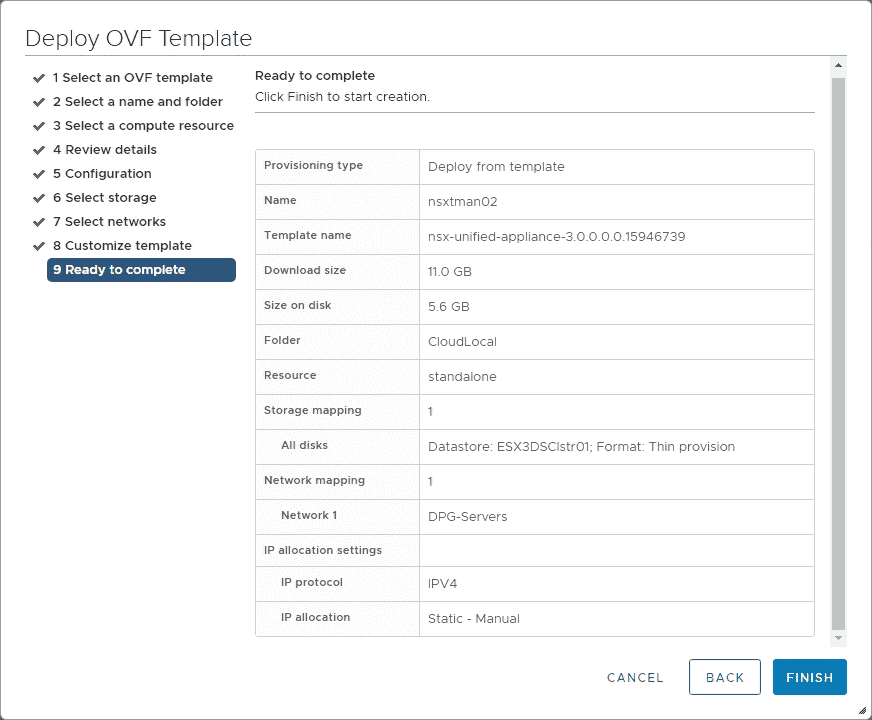 Deploy OVF Template
1 Select an OVF template
2 Select a name and folder
3 Select a compute resource
4 Review details
5 Configuration
6 Select storage
7 Select networks
8 Customize template
9 Ready to complete
Ready to complete
Click Finish to start creation.
Provisioning type Deploy from template
Name nsxtman02
Template name nsx-unified-appliance-3.0.0.0.0.15946739
Download size 11.0 GB
Size on disk 5.6 GB
Folder CloudLocal
Resource standalone
Storage mapping 1
All disks Datastore: ESX3DSClstr01; Format: Thin provision
Network mapping 1
Network 1 DPG-Servers
IP allocation settings
IP protocol IPV4
IP allocation Static - Manual
CANCEL BACK FINISH